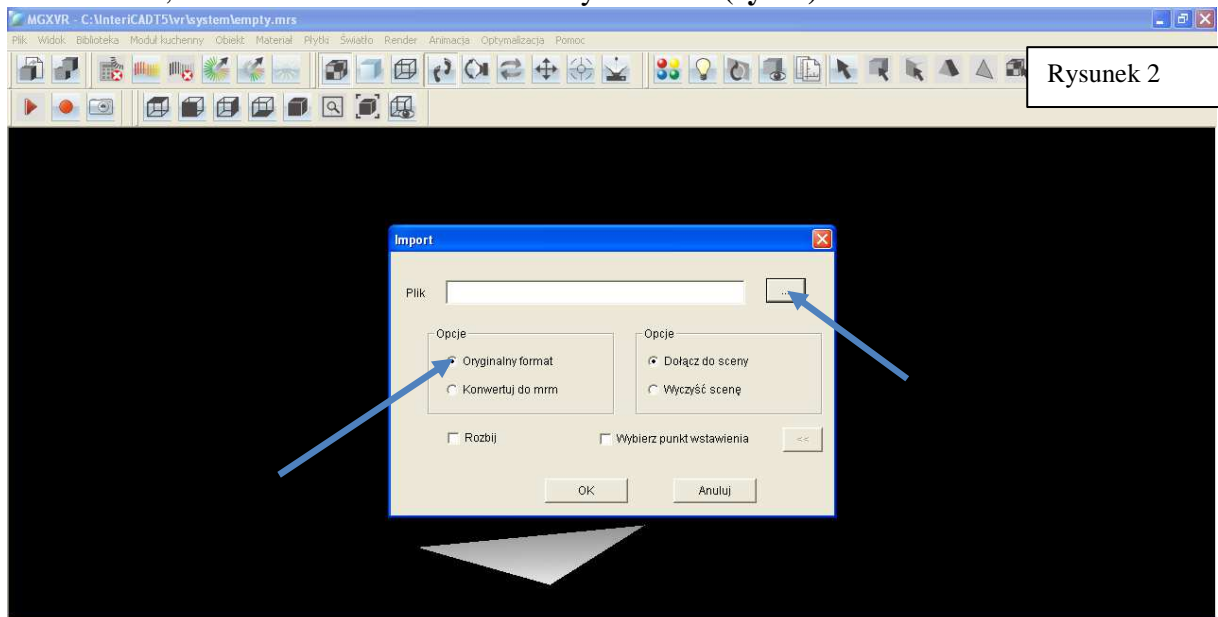 MGXVR - C:\InteriCADT5\vr\system\empty.mrs
Plik Widok Biblioteka Moduł kuchenny Obiekt Materiał Płytki Światło Render Animacja Optymalizacja Pomoc
Rysunek 2
Import
Plik
...
Opcje
Opcje
Oryginalny format
Dołącz do sceny
Konwertuj do mrm
Wyczyść scenę
Rozbij
Wybierz punkt wstawienia
<<
OK
Anuluj